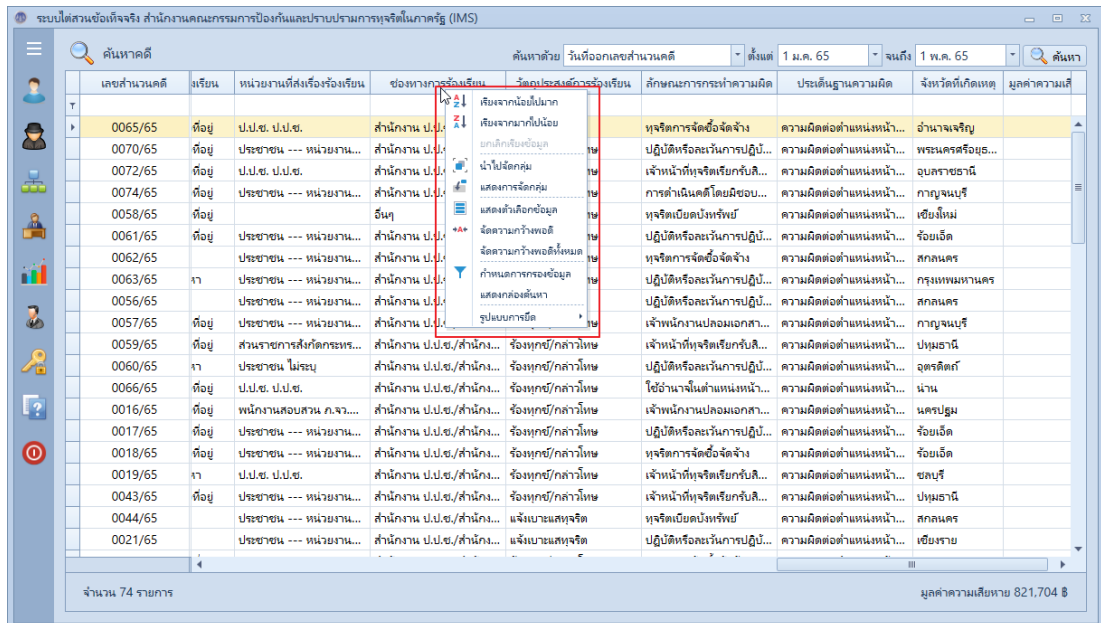 ระบบไต่สวนข้อเท็จจริง สำนักงานคณะกรรมการป้องกันและปราบปรามการทุจริตในภาครัฐ (IMS)
ค้นหาคดี ค้นหาด้วย วันที่ออกเลขสำนวนคดี ตั้งแต่ 1 ม.ค. 65 จนถึง 1 พ.ค. 65 ค้นหา
เลขสำนวนคดี งเรียน หน่วยงานที่ส่งเรื่องร้องเรียน ช่องทางการร้องเรียน วัตถุประสงค์การร้องเรียน ลักษณะการกระทำความผิด ประเด็นฐานความผิด จังหวัดที่เกิดเหตุ มูลค่าความเสี
เรียงจากน้อยไปมาก
เรียงจากมากไปน้อย
ยกเลิกเรียงข้อมูล
นำไปจัดกลุ่ม
แสดงการจัดกลุ่ม
แสดงตัวเลือกข้อมูล
จัดความกว้างพอดี
จัดความกว้างพอดีทั้งหมด
กำหนดการกรองข้อมูล
แสดงกล่องค้นหา
รูปแบบการยึด
0065/65 ที่อยู่ ป.ป.ช. ป.ป.ช. สำนักงาน ป.ป. ทุจริตการจัดซื้อจัดจ้าง ความผิดต่อตำแหน่งหน้า... อำนาจเจริญ
0070/65 ที่อยู่ ประชาชน --- หน่วยงาน... สำนักงาน ป.ป. ทษ ปฏิบัติหรือละเว้นการปฏิบั... ความผิดต่อตำแหน่งหน้า... พระนครศรีอยุธ...
0072/65 ที่อยู่ ป.ป.ช. ป.ป.ช. สำนักงาน ป.ป. ทษ เจ้าหน้าที่ทุจริตเรียกรับสิ... ความผิดต่อตำแหน่งหน้า... อุบลราชธานี
0074/65 ที่อยู่ ประชาชน --- หน่วยงาน... สำนักงาน ป.ป. ทษ การดำเนินคดีโดยมิชอบ... ความผิดต่อตำแหน่งหน้า... กาญจนบุรี
0058/65 ที่อยู่ อื่นๆ ทษ ทุจริตเบียดบังทรัพย์ ความผิดต่อตำแหน่งหน้า... เชียงใหม่
0061/65 ที่อยู่ ประชาชน --- หน่วยงาน... สำนักงาน ป.ป. ทษ ปฏิบัติหรือละเว้นการปฏิบั... ความผิดต่อตำแหน่งหน้า... ร้อยเอ็ด
0062/65 ประชาชน --- หน่วยงาน... สำนักงาน ป.ป. ทุจริตการจัดซื้อจัดจ้าง ความผิดต่อตำแหน่งหน้า... สกลนคร
0063/65 หา ประชาชน --- หน่วยงาน... สำนักงาน ป.ป. ทษ ปฏิบัติหรือละเว้นการปฏิบั... ความผิดต่อตำแหน่งหน้า... กรุงเทพมหานคร
0056/65 ประชาชน --- หน่วยงาน... สำนักงาน ป.ป. ปฏิบัติหรือละเว้นการปฏิบั... ความผิดต่อตำแหน่งหน้า... สกลนคร
0057/65 ที่อยู่ ประชาชน --- หน่วยงาน... สำนักงาน ป.ป. ทษ เจ้าพนักงานปลอมเอกสา... ความผิดต่อตำแหน่งหน้า... กาญจนบุรี
0059/65 ที่อยู่ ส่วนราชการสังกัดกระทร... สำนักงาน ป.ป.ช./สำนักง... ร้องทุกข์/กล่าวโทษ เจ้าหน้าที่ทุจริตเรียกรับสิ... ความผิดต่อตำแหน่งหน้า... ปทุมธานี
0060/65 หา ประชาชน ไม่ระบุ สำนักงาน ป.ป.ช./สำนักง... ร้องทุกข์/กล่าวโทษ ปฏิบัติหรือละเว้นการปฏิบั... ความผิดต่อตำแหน่งหน้า... อุตรดิตถ์
0066/65 ที่อยู่ ป.ป.ช. ป.ป.ช. สำนักงาน ป.ป.ช./สำนักง... ร้องทุกข์/กล่าวโทษ ใช้อำนาจในตำแหน่งหน้า... ความผิดต่อตำแหน่งหน้า... น่าน
0016/65 ที่อยู่ พนักงานสอบสวน ภ.จว.... สำนักงาน ป.ป.ช./สำนักง... ร้องทุกข์/กล่าวโทษ เจ้าพนักงานปลอมเอกสา... ความผิดต่อตำแหน่งหน้า... นครปฐม
0017/65 ที่อยู่ ประชาชน --- หน่วยงาน... สำนักงาน ป.ป.ช./สำนักง... ร้องทุกข์/กล่าวโทษ ปฏิบัติหรือละเว้นการปฏิบั... ความผิดต่อตำแหน่งหน้า... ร้อยเอ็ด
0018/65 ที่อยู่ ประชาชน --- หน่วยงาน... สำนักงาน ป.ป.ช./สำนักง... ร้องทุกข์/กล่าวโทษ ทุจริตการจัดซื้อจัดจ้าง ความผิดต่อตำแหน่งหน้า... ร้อยเอ็ด
0019/65 หา ป.ป.ช. ป.ป.ช. สำนักงาน ป.ป.ช./สำนักง... ร้องทุกข์/กล่าวโทษ เจ้าหน้าที่ทุจริตเรียกรับสิ... ความผิดต่อตำแหน่งหน้า... ชลบุรี
0043/65 ที่อยู่ ประชาชน --- หน่วยงาน... สำนักงาน ป.ป.ช./สำนักง... ร้องทุกข์/กล่าวโทษ เจ้าหน้าที่ทุจริตเรียกรับสิ... ความผิดต่อตำแหน่งหน้า... ปทุมธานี
0044/65 ประชาชน --- หน่วยงาน... สำนักงาน ป.ป.ช./สำนักง... แจ้งเบาะแสทุจริต ทุจริตเบียดบังทรัพย์ ความผิดต่อตำแหน่งหน้า... สกลนคร
0021/65 ประชาชน --- หน่วยงาน... สำนักงาน ป.ป.ช./สำนักง... แจ้งเบาะแสทุจริต ปฏิบัติหรือละเว้นการปฏิบั... ความผิดต่อตำแหน่งหน้า... เชียงราย
จำนวน 74 รายการ มูลค่าความเสียหาย 821,704 ฿